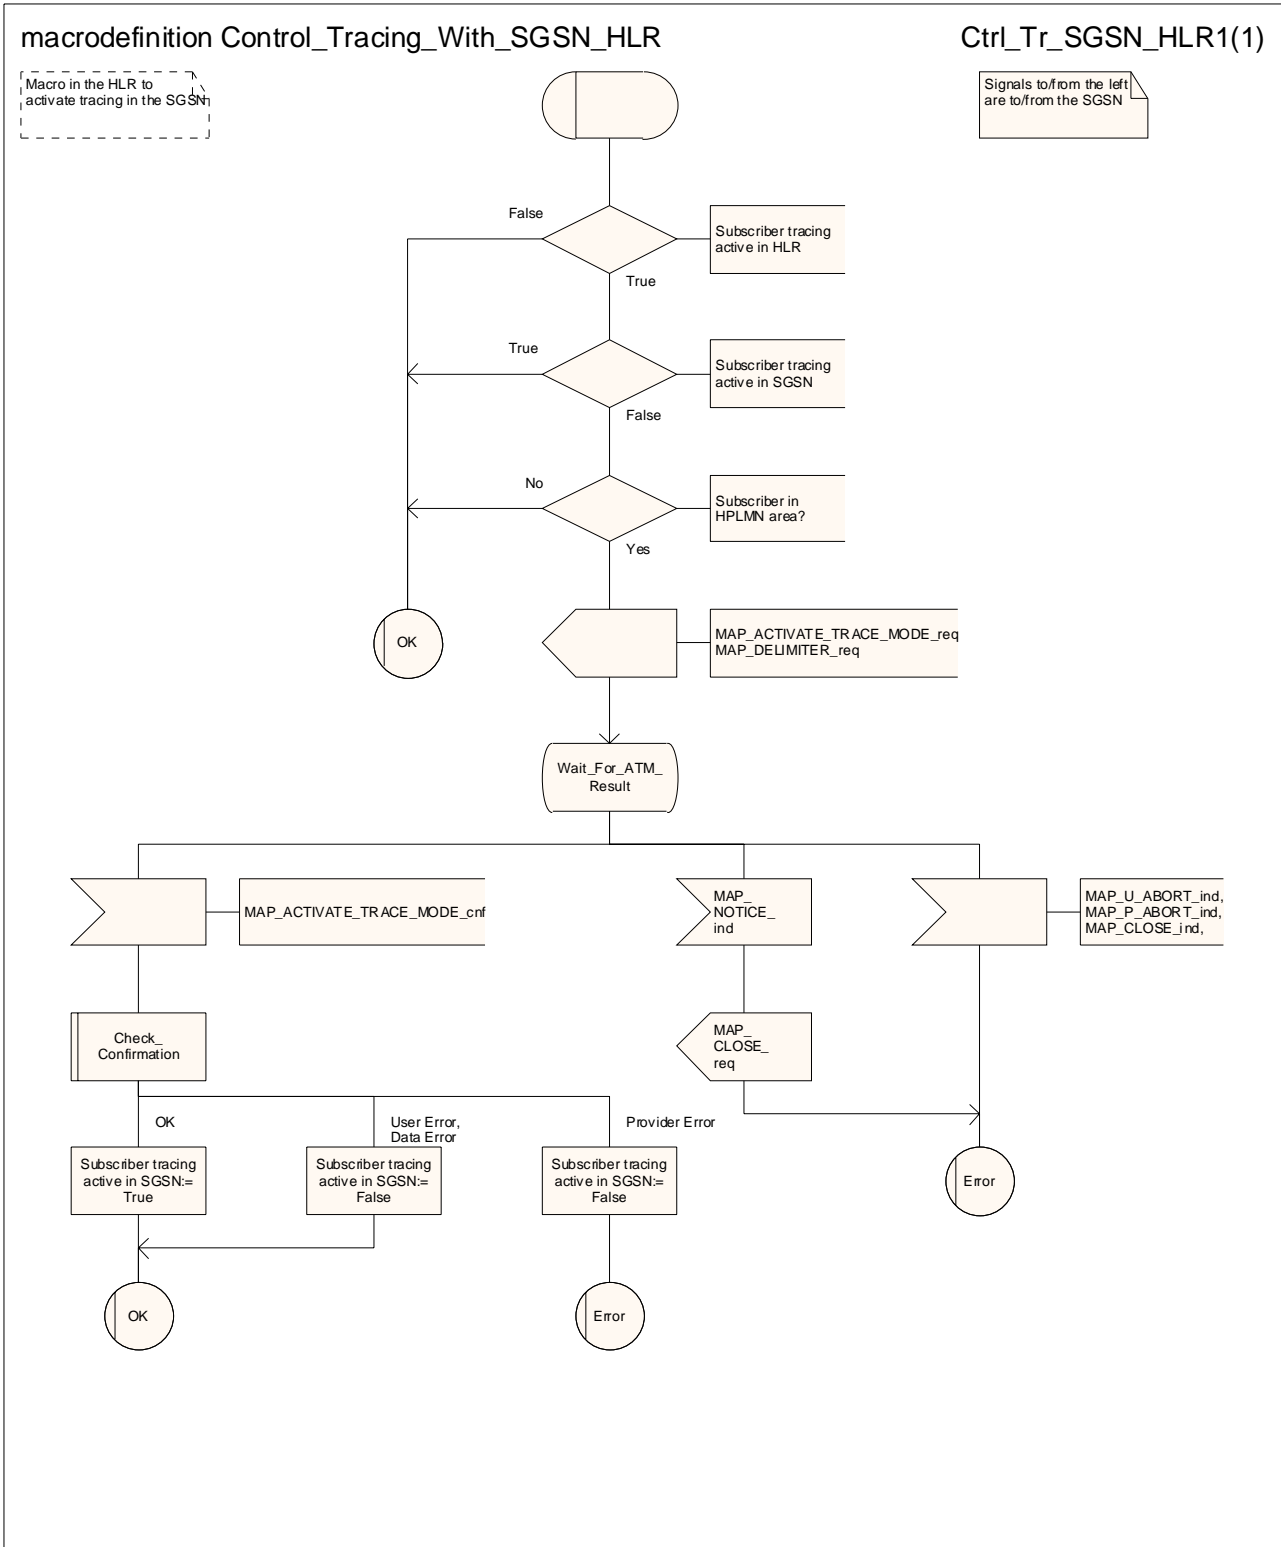 macrodefinition Control_Tracing_With_SGSN_HLR
Ctrl_Tr_SGSN_HLR1(1)
Macro in the HLR to
activate tracing in the SGSN
Signals to/from the left
are to/from the SGSN
False
Subscriber tracing
active in HLR
True
True
Subscriber tracing
active in SGSN
False
No
Subscriber in
HPLMN area?
Yes
OK
MAP_ACTIVATE_TRACE_MODE_req
MAP_DELIMITER_req
Wait_For_ATM_
Result
MAP_ACTIVATE_TRACE_MODE_cnf
MAP_
NOTICE_
ind
MAP_U_ABORT_ind,
MAP_P_ABORT_ind,
MAP_CLOSE_ind,
Check_
Confirmation
MAP_
CLOSE_
req
OK
User Error,
Data Error
Provider Error
Subscriber tracing
active in SGSN:=
True
Subscriber tracing
active in SGSN:=
False
Subscriber tracing
active in SGSN:=
False
Error
OK
Error